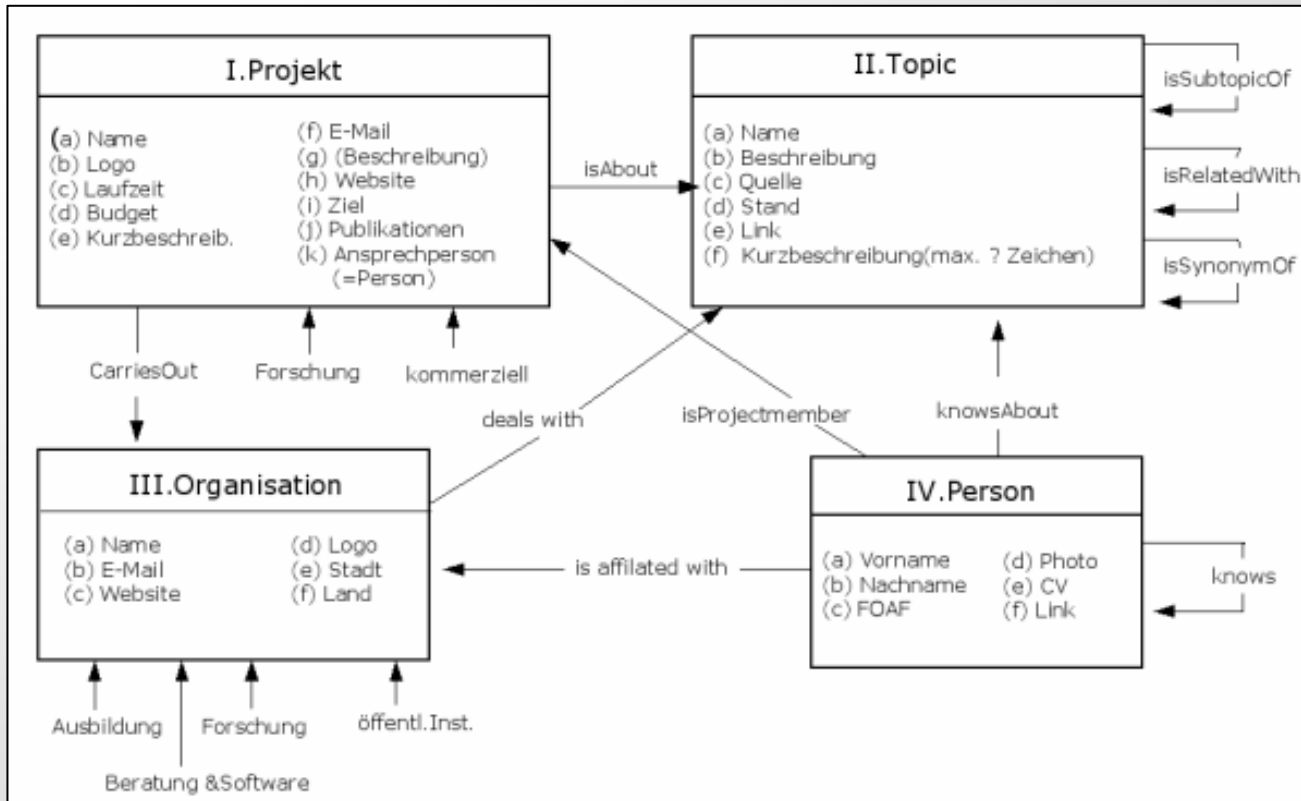 I.Projekt
(a) Name
(b) Logo
(c) Laufzeit
(d) Budget
(e) Kurzbeschreib.
(f) E-Mail
(g) (Beschreibung)
(h) Website
(i) Ziel
(j) Publikationen
(k) Ansprechperson
(=Person)
isAbout
II.Topic
(a) Name
(b) Beschreibung
(c) Quelle
(d) Stand
(e) Link
(f) Kurzbeschreibung(max. ? Zeichen)
isSubtopicOf
isRelatedWith
isSynonymOf
CarriesOut
Forschung
kommerziell
deals with
isProjectmember
knowsAbout
III.Organisation
(a) Name
(b) E-Mail
(c) Website
(d) Logo
(e) Stadt
(f) Land
is affilated with
IV.Person
(a) Vorname
(b) Nachname
(c) FOAF
(d) Photo
(e) CV
(f) Link
knows
Ausbildung
Forschung
öffentl.Inst.
Beratung &Software